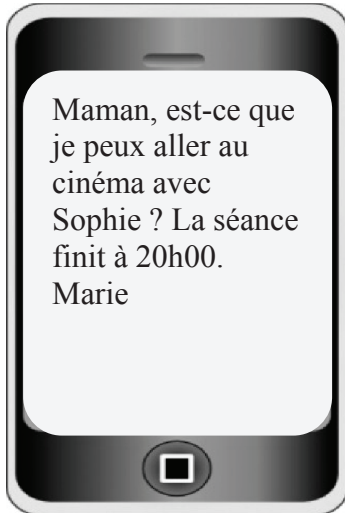 Maman, est-ce que
je peux aller au
cinéma avec
Sophie ? La séance
finit à 20h00.
Marie